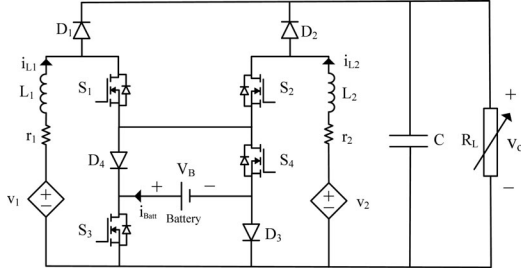 D1
D2
iL1
iL2
L1
S1
S2
L2
r1
r2
D4
VB
S4
C
RL
+
vo
−
v1
+
−
+
−
iBatt
Battery
+
−
v2
S3
D3